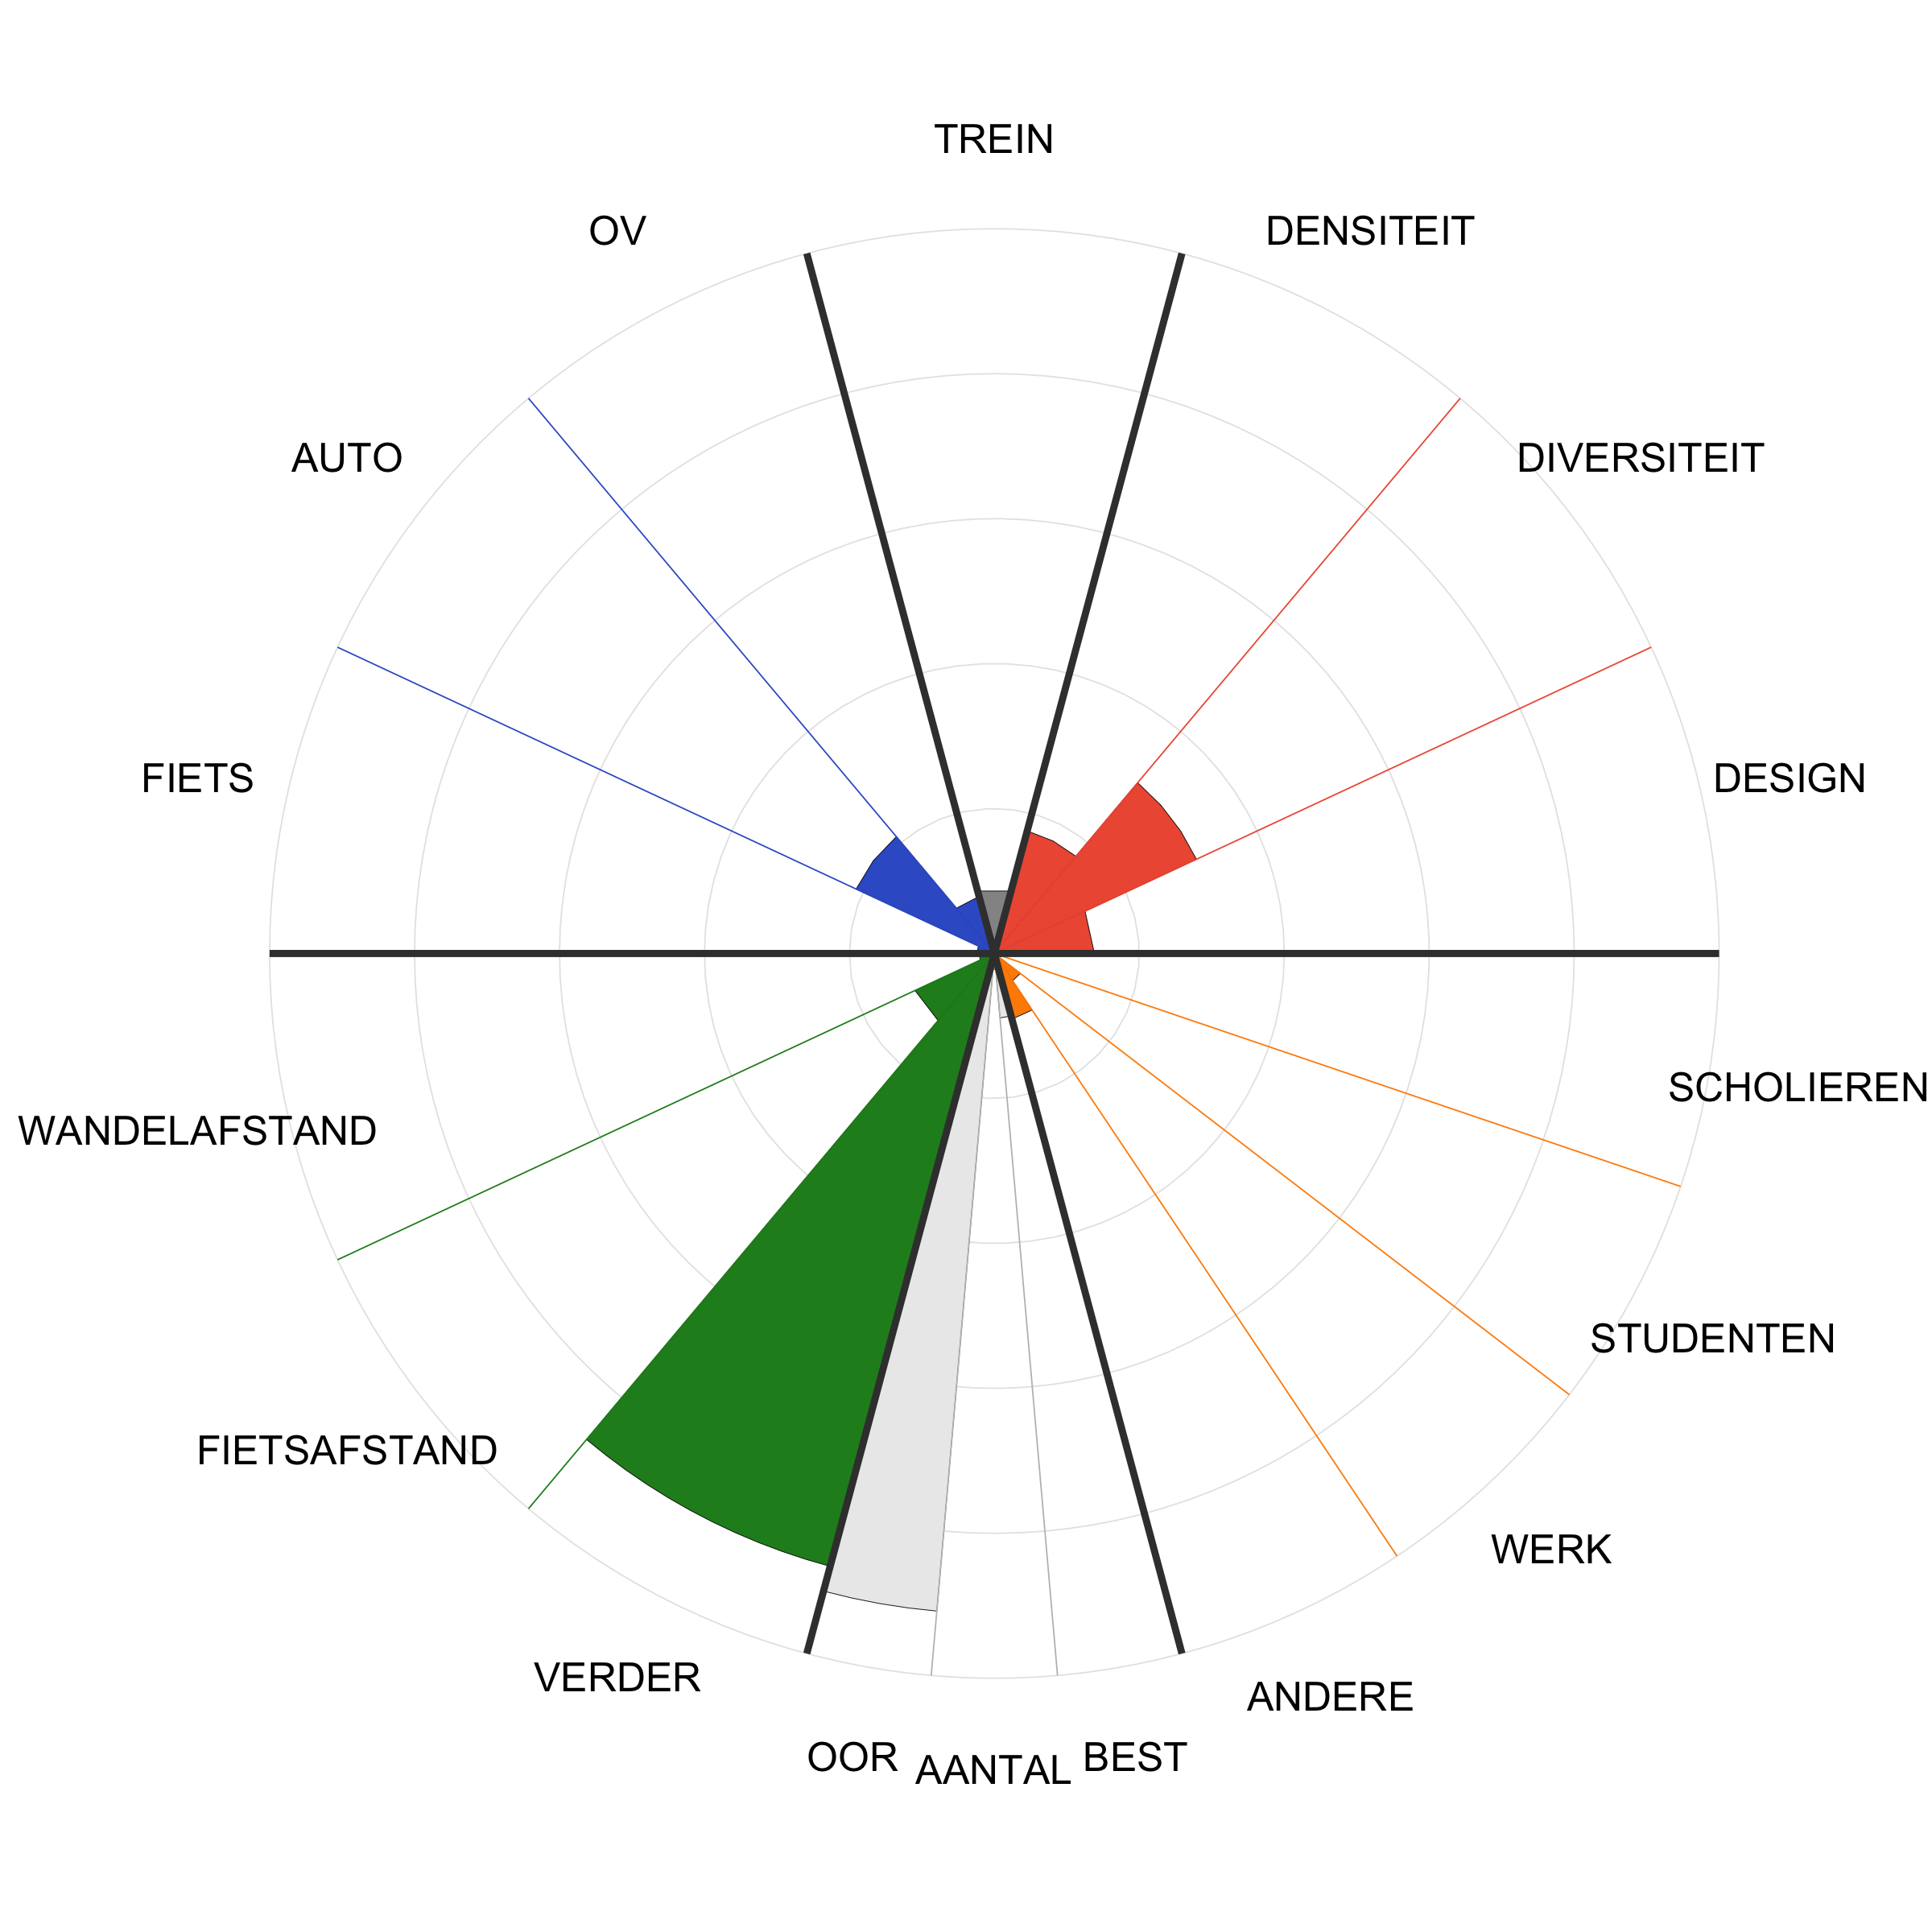 TREIN
OV
DENSITEIT
AUTO
DIVERSITEIT
FIETS
DESIGN
WANDELAFSTAND
SCHOLIEREN
STUDENTEN
FIETSAFSTAND
WERK
VERDER
ANDERE
OOR
AANTAL
BEST